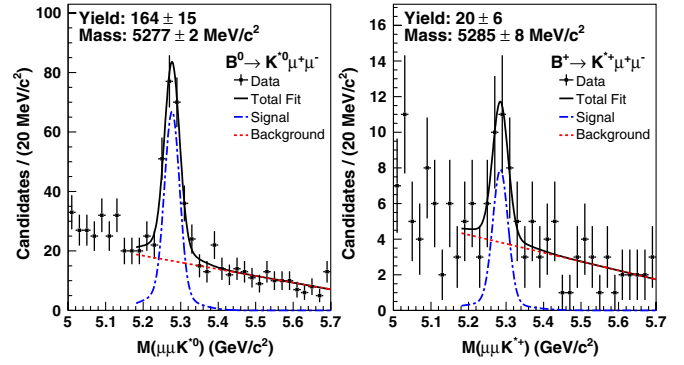 Yield: 164 ± 15
Mass: 5277 ± 2 MeV/c²
B⁰ → K*⁰μ⁺μ⁻
Data
Total Fit
Signal
Background
Candidates / (20 MeV/c²)
100
80
60
40
20
0
5 5.1 5.2 5.3 5.4 5.5 5.6 5.7
M(μμK*⁰) (GeV/c²)
Yield: 20 ± 6
Mass: 5285 ± 8 MeV/c²
B⁺ → K*⁺μ⁺μ⁻
Data
Total Fit
Signal
Background
Candidates / (20 MeV/c²)
16
14
12
10
8
6
4
2
0
5 5.1 5.2 5.3 5.4 5.5 5.6 5.7
M(μμK*⁺) (GeV/c²)